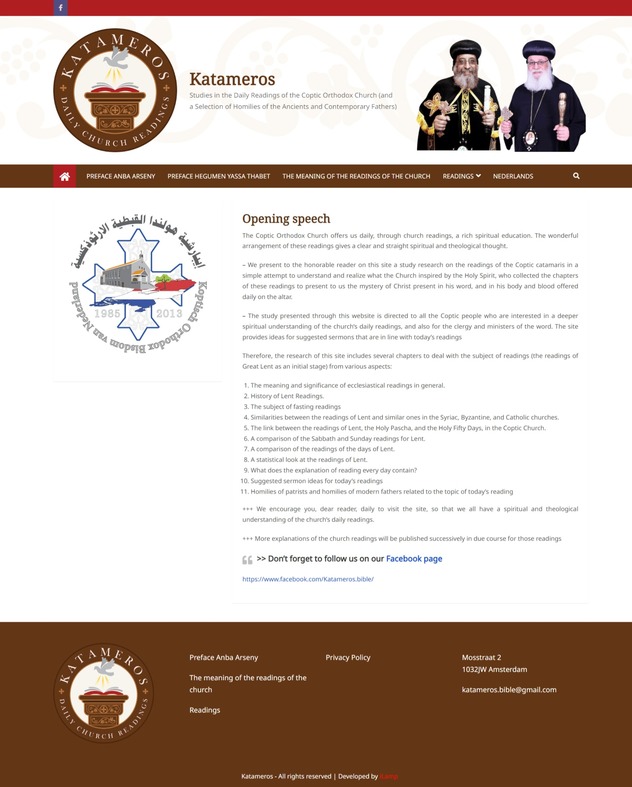 KATAMEROS
DAILY CHURCH READINGS
Katameros
Studies in the Daily Readings of the Coptic Orthodox Church (and
a Selection of Homilies of the Ancients and Contemporary Fathers)
PREFACE ANBA ARSENY
PREFACE HEGUMEN YASSA THABET
THE MEANING OF THE READINGS OF THE CHURCH
READINGS
NEDERLANDS
إيبارشية هولندا القبطية الأرثوذكسية
1985 2013
Koptisch Orthodox Bisdom van Nederland
Opening speech
The Coptic Orthodox Church offers us daily, through church readings, a rich spiritual education. The wonderful
arrangement of these readings gives a clear and straight spiritual and theological thought.
– We present to the honorable reader on this site a study research on the readings of the Coptic catamaris in a
simple attempt to understand and realize what the Church inspired by the Holy Spirit, who collected the chapters
of these readings to present to us the mystery of Christ present in his word, and in his body and blood offered
daily on the altar.
– The study presented through this website is directed to all the Coptic people who are interested in a deeper
spiritual understanding of the church's daily readings, and also for the clergy and ministers of the word. The site
provides ideas for suggested sermons that are in line with today's readings
Therefore, the research of this site includes several chapters to deal with the subject of readings (the readings of
Great Lent as an initial stage) from various aspects:
1. The meaning and significance of ecclesiastical readings in general.
2. History of Lent Readings.
3. The subject of fasting readings
4. Similarities between the readings of Lent and similar ones in the Syriac, Byzantine, and Catholic churches.
5. The link between the readings of Lent, the Holy Pascha, and the Holy Fifty Days, in the Coptic Church.
6. A comparison of the Sabbath and Sunday readings for Lent.
7. A comparison of the readings of the days of Lent.
8. A statistical look at the readings of Lent.
9. What does the explanation of reading every day contain?
10. Suggested sermon ideas for today's readings
11. Homilies of patrists and homilies of modern fathers related to the topic of today's reading
+++ We encourage you, dear reader, daily to visit the site, so that we all have a spiritual and theological
understanding of the church's daily readings.
+++ More explanations of the church readings will be published successively in due course for those readings
>> Don't forget to follow us on our Facebook page
https://www.facebook.com/Katameros.bible/
KATAMEROS
DAILY CHURCH READINGS
Preface Anba Arseny
The meaning of the readings of the
church
Readings
Privacy Policy
Mosstraat 2
1032JW Amsterdam
katameros.bible@gmail.com
Katameros - All rights reserved | Developed by